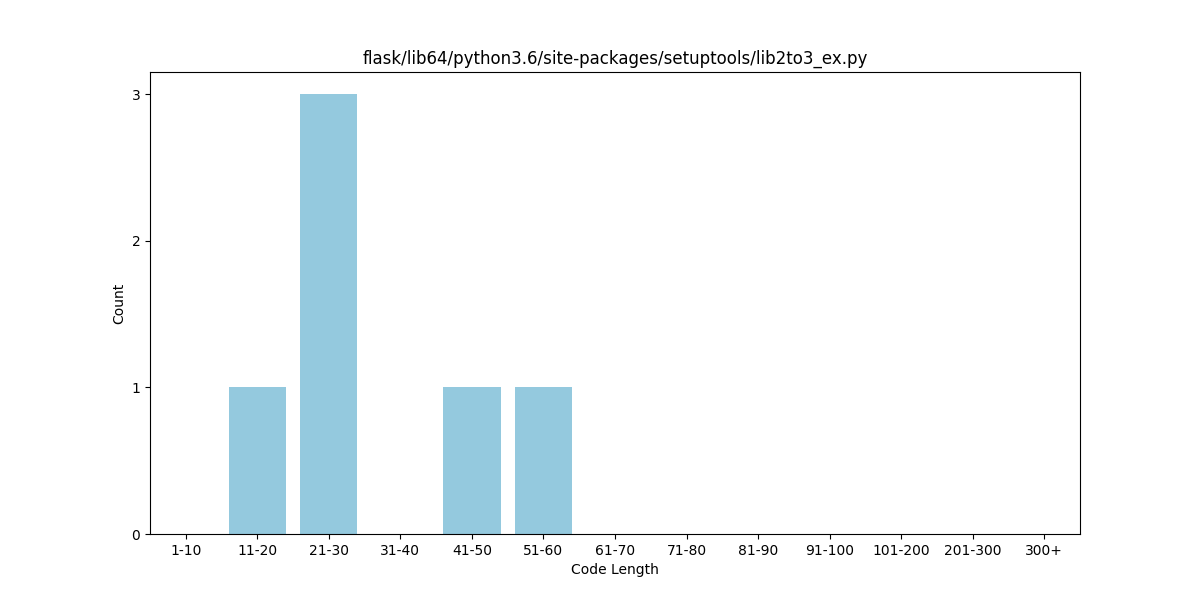 flask/lib64/python3.6/site-packages/setuptools/lib2to3_ex.py
3
2
1
0
Count
1-10 11-20 21-30 31-40 41-50 51-60 61-70 71-80 81-90 91-100 101-200 201-300 300+
Code Length